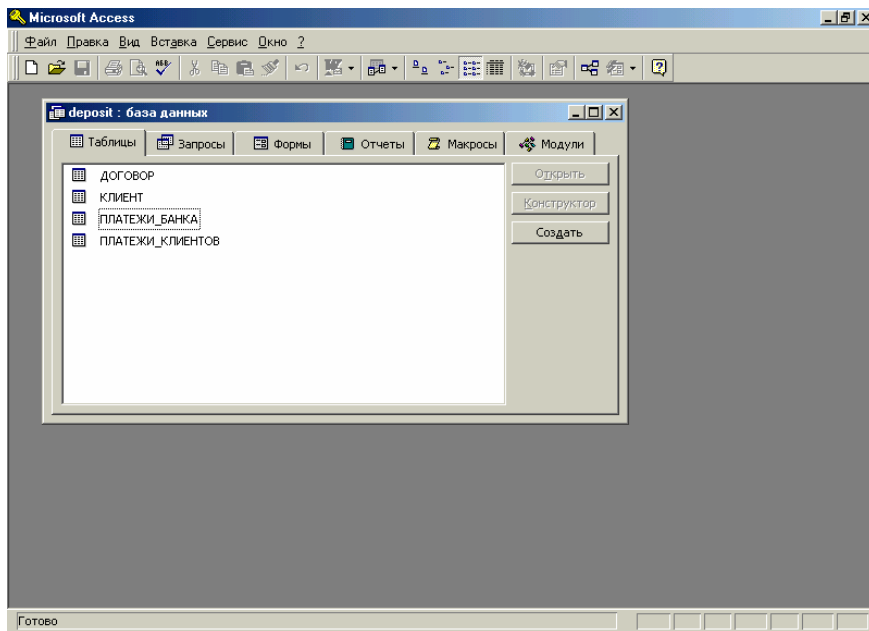 Microsoft Access
Файл Правка Вид Вставка Сервис Окно ?
deposit : база данных
Таблицы Запросы Формы Отчеты Макросы Модули
ДОГОВОР
КЛИЕНТ
ПЛАТЕЖИ_БАНКА
ПЛАТЕЖИ_КЛИЕНТОВ
Открыть
Конструктор
Создать
Готово